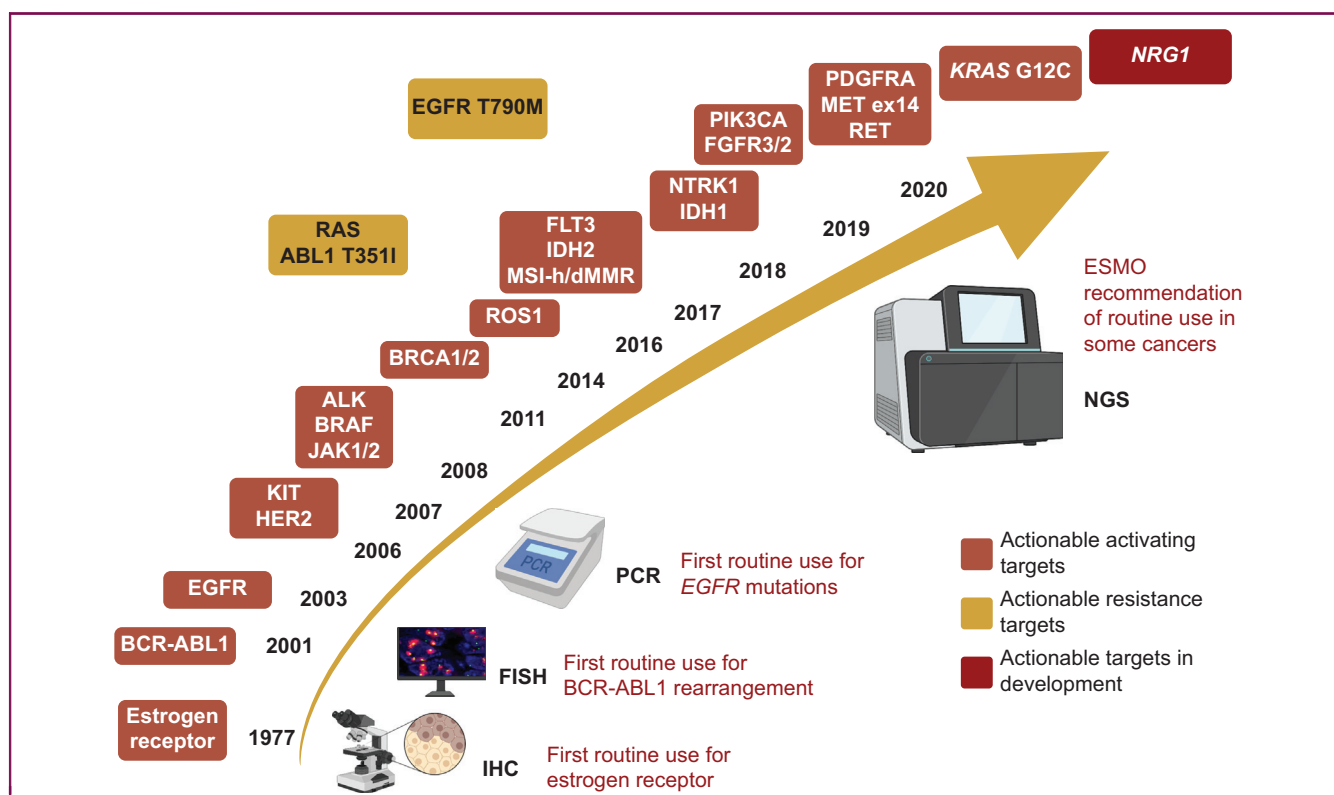 NRG1
KRAS G12C
PDGFRA
MET ex14
RET
EGFR T790M
PIK3CA
FGFR3/2
NTRK1
IDH1
2020
RAS
ABL1 T351I
FLT3
IDH2
MSI-h/dMMR
2019
2018
ESMO
recommendation
of routine use in
some cancers
NGS
ROS1
2017
BRCA1/2
2016
2014
ALK
BRAF
JAK1/2
2011
2008
KIT
HER2
2007
2006
PCR
PCR
First routine use for
EGFR mutations
EGFR
2003
BCR-ABL1
2001
FISH
First routine use for
BCR-ABL1 rearrangement
Estrogen
receptor
1977
IHC
First routine use for
estrogen receptor
Actionable activating
targets
Actionable resistance
targets
Actionable targets in
development